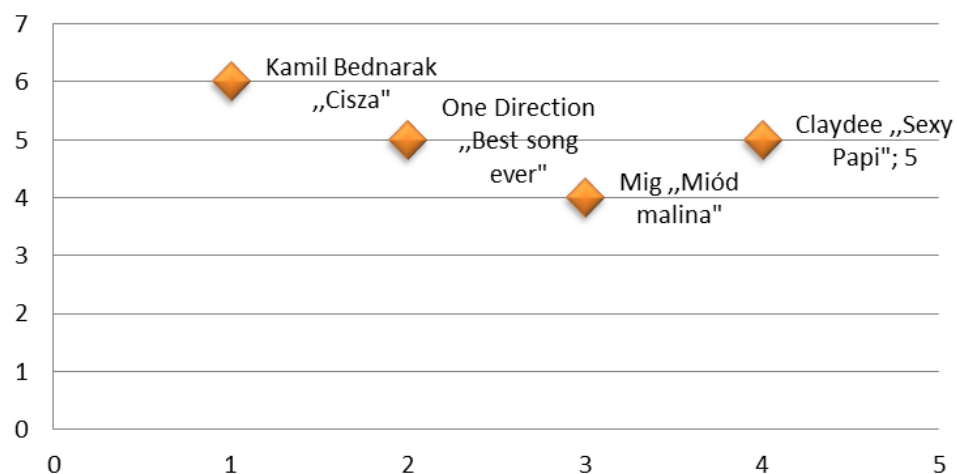 7
6
5
4
3
2
1
0
Kamil Bednarak
,,Cisza"
One Direction
,,Best song
ever"
Mig ,,Miód
malina"
Claydee ,,Sexy
Papi"; 5
0 1 2 3 4 5